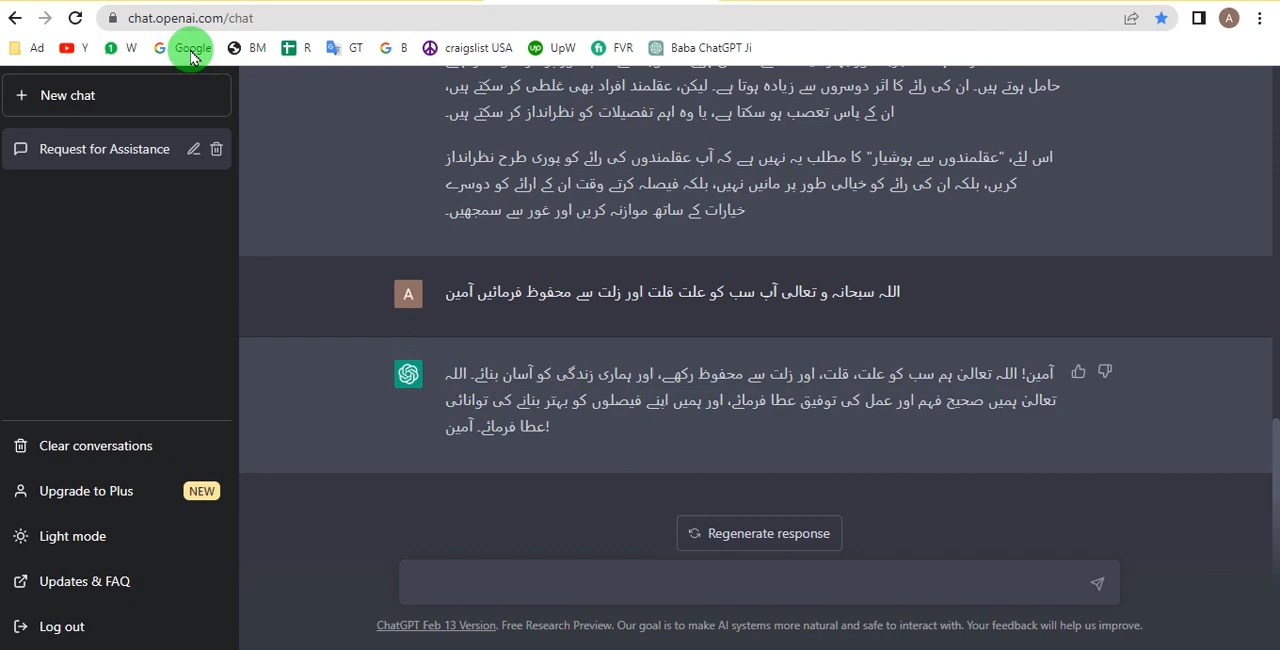 chat.openai.com/chat
A
Ad Y W Google BM R GT G B craigslist USA UpW FVR Baba ChatGPT Ji
New chat
Request for Assistance
Clear conversations
Upgrade to Plus NEW
Light mode
Updates & FAQ
Log out
حامل ہوتے ہیں۔ ان کی رائے کا اثر دوسروں سے زیادہ ہوتا ہے۔ لیکن، عقلمند افراد بھی غلطی کر سکتے ہیں،
ان کے پاس تعصب ہو سکتا ہے، یا وہ اہم تفصیلات کو نظرانداز کر سکتے ہیں۔
اس لئے، "عقلمندوں سے ہوشیار" کا مطلب یہ نہیں ہے کہ آپ عقلمندوں کی رائے کو پوری طرح نظرانداز
کریں، بلکہ ان کی رائے کو خیالی طور پر مانیں نہیں، بلکہ فیصلہ کرتے وقت ان کے ارائے کو دوسرے
خیارات کے ساتھ موازنہ کریں اور غور سے سمجھیں۔
A
اللہ سبحانہ و تعالی آپ سب کو علت قلت اور زلت سے محفوظ فرمائیں آمین
آمین! اللہ تعالیٰ ہم سب کو علت، قلت، اور زلت سے محفوظ رکھے، اور ہماری زندگی کو آسان بنائے۔ اللہ
تعالیٰ ہمیں صحیح فہم اور عمل کی توفیق عطا فرمائے، اور ہمیں اپنے فیصلوں کو بہتر بنانے کی توانائی
عطا فرمائے۔ آمین!
Regenerate response
ChatGPT Feb 13 Version. Free Research Preview. Our goal is to make AI systems more natural and safe to interact with. Your feedback will help us improve.